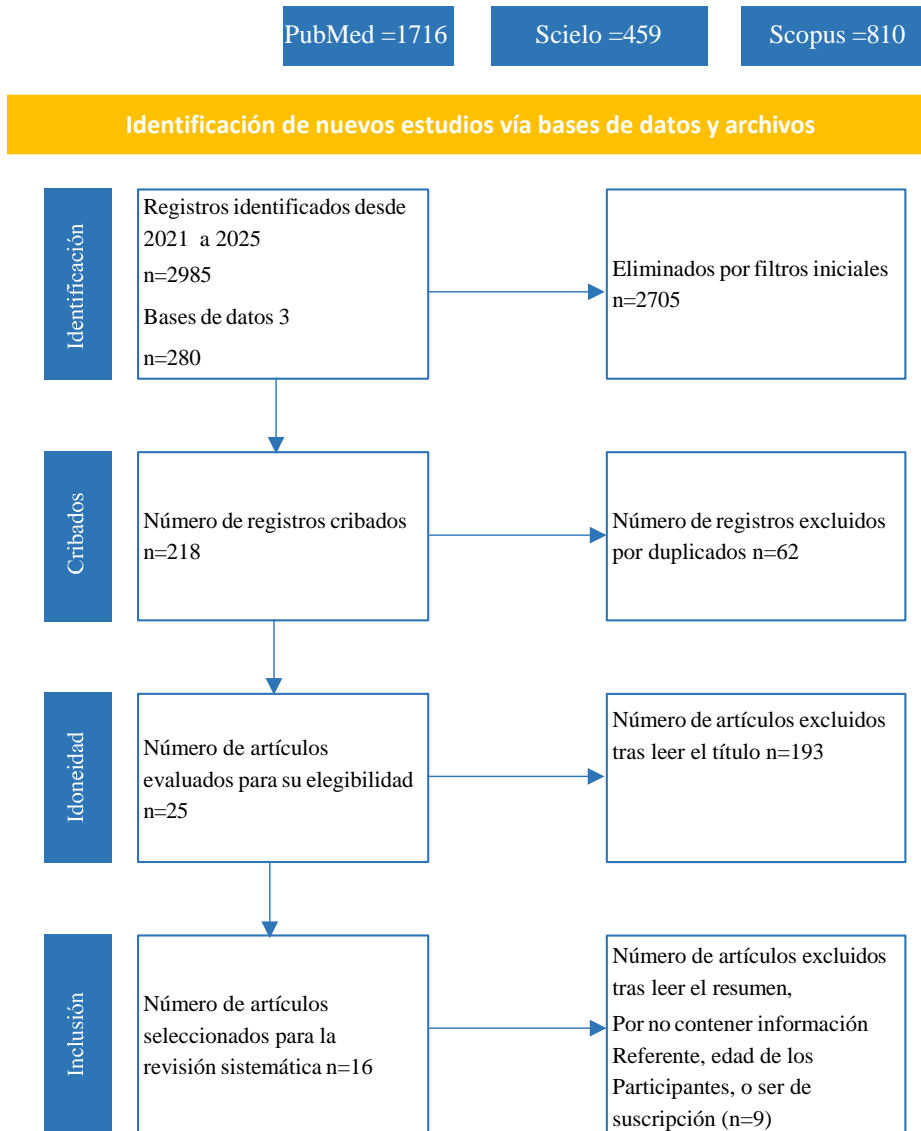 PubMed =1716
Scielo =459
Scopus =810
Identificación de nuevos estudios vía bases de datos y archivos
Identificación
Registros identificados desde
2021 a 2025
n=2985
Bases de datos 3
n=280
Eliminados por filtros iniciales
n=2705
Cribados
Número de registros cribados
n=218
Número de registros excluidos
por duplicados n=62
Idoneidad
Número de artículos
evaluados para su elegibilidad
n=25
Número de artículos excluidos
tras leer el título n=193
Inclusión
Número de artículos
seleccionados para la
revisión sistemática n=16
Número de artículos excluidos
tras leer el resumen,
Por no contener información
Referente, edad de los
Participantes, o ser de
suscripción (n=9)